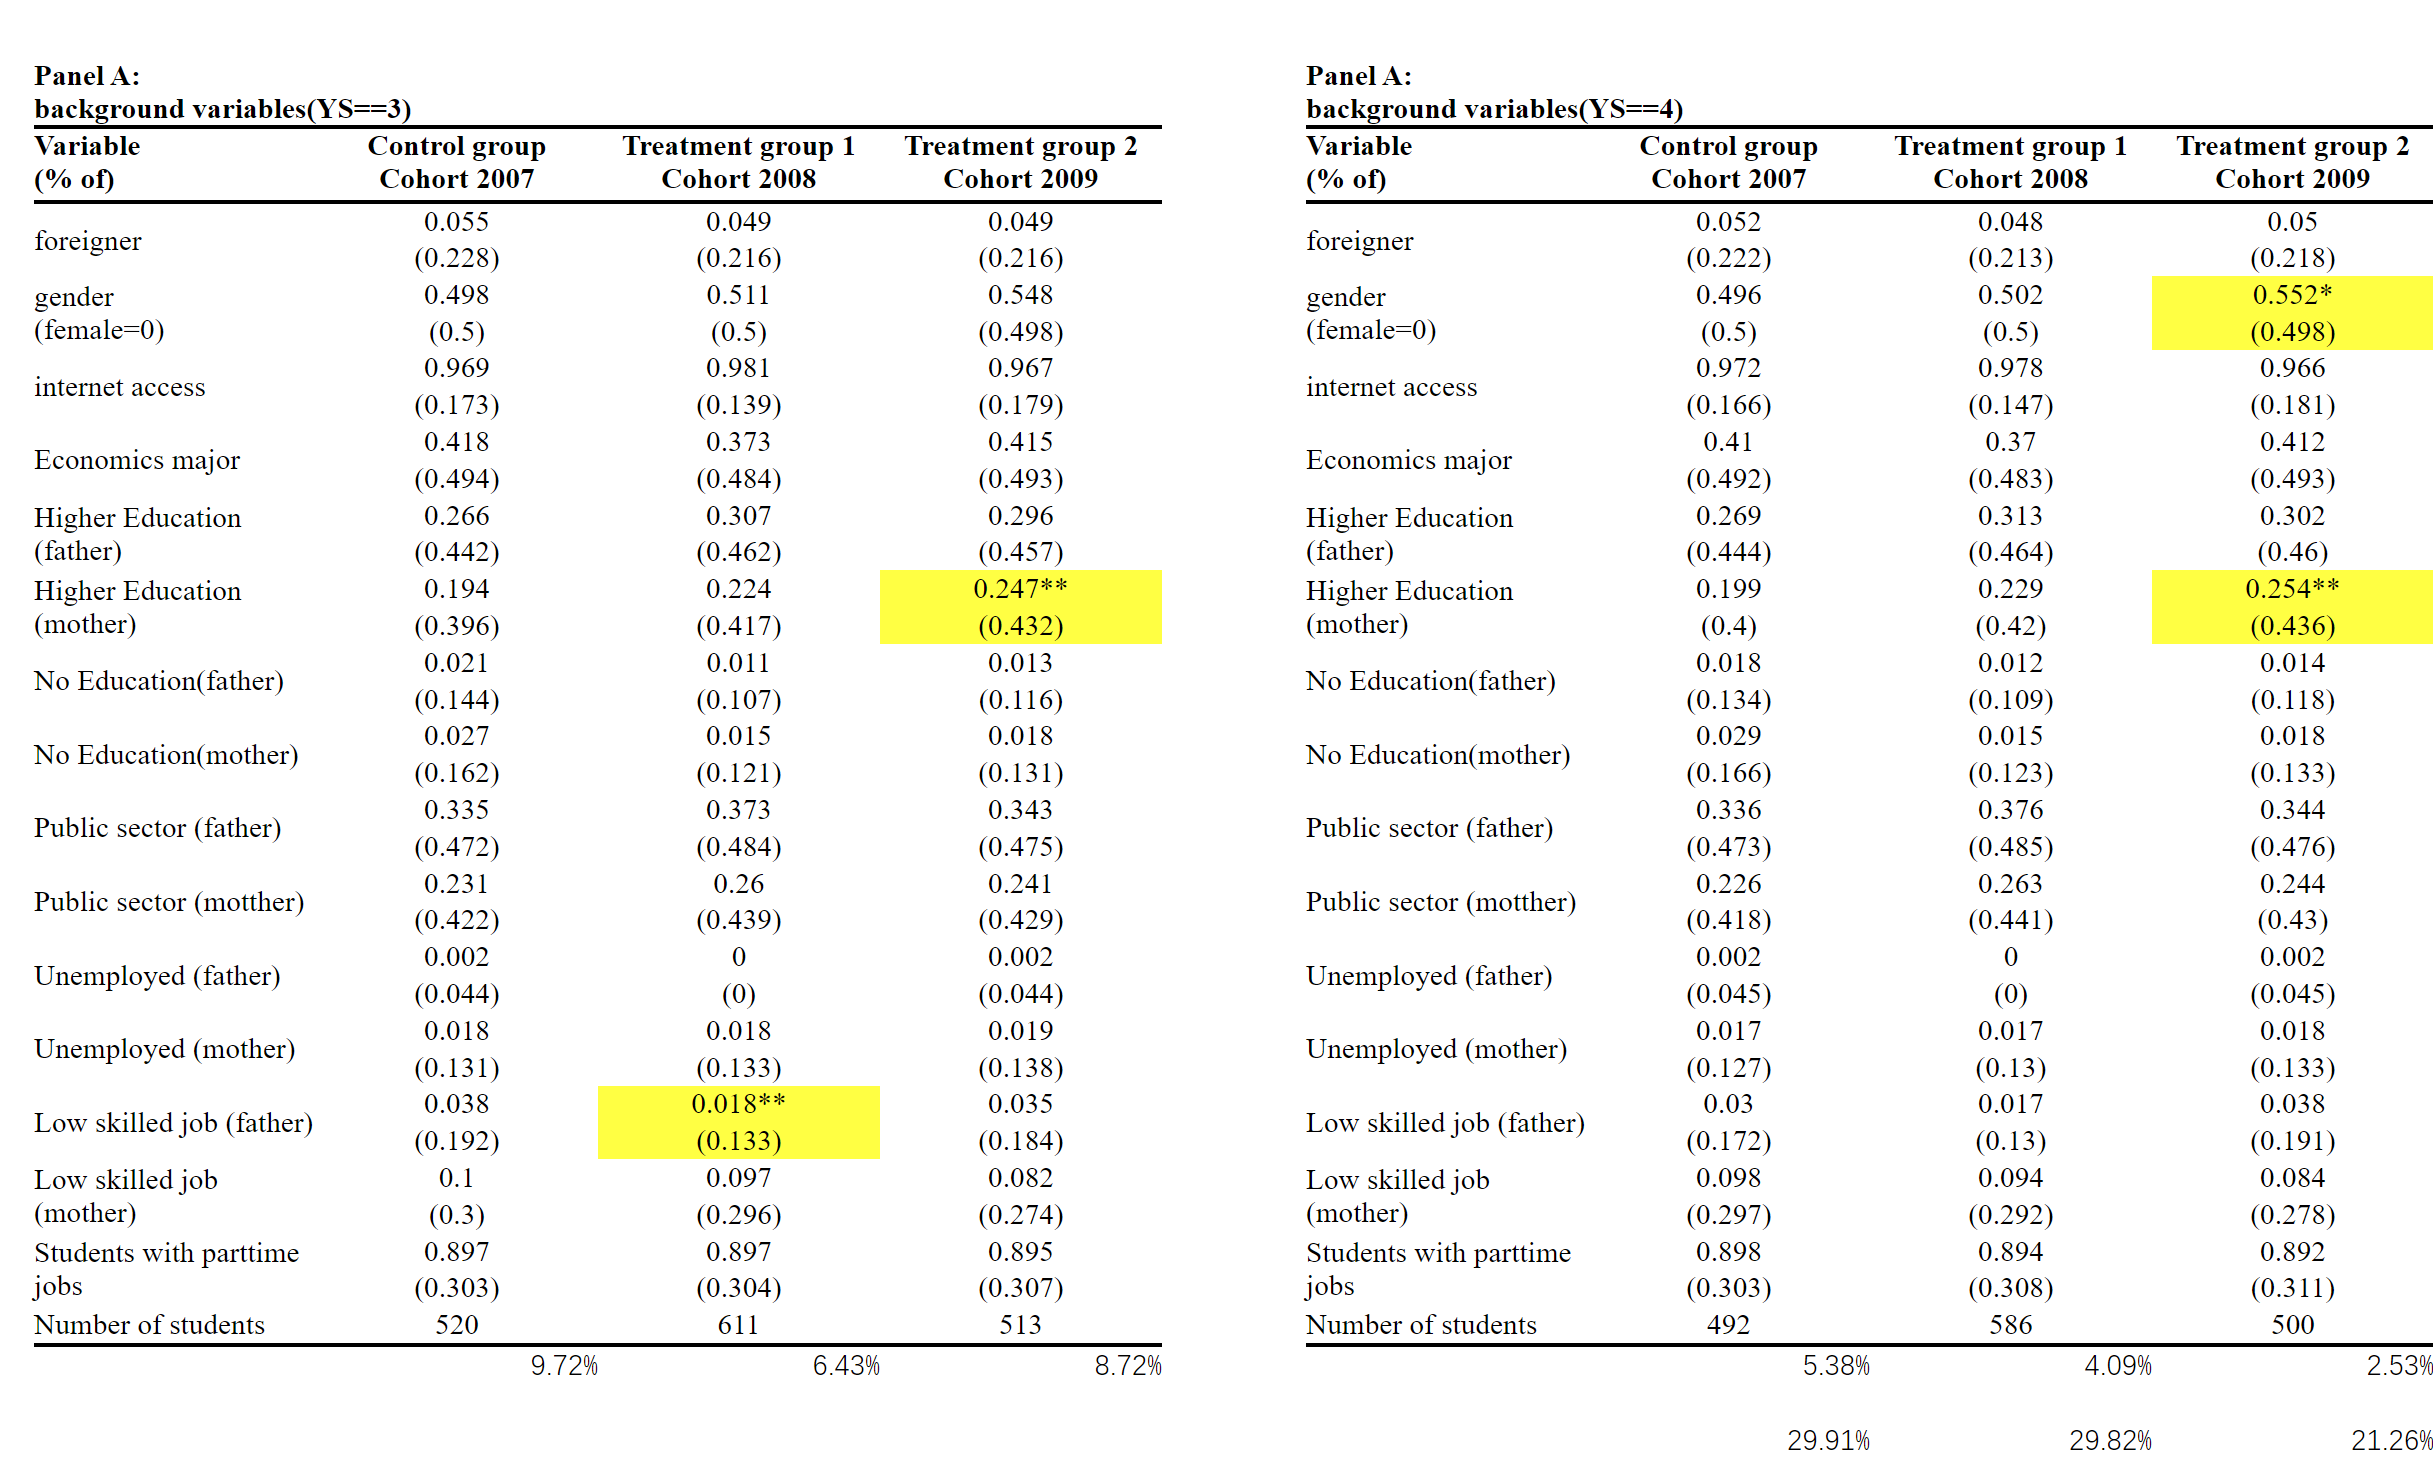 Panel A:
background variables(YS==3)
Variable
(% of)
Control group
Cohort 2007
Treatment group 1
Cohort 2008
Treatment group 2
Cohort 2009
foreigner
0.055 0.049 0.049
(0.228) (0.216) (0.216)
gender
(female=0)
0.498 0.511 0.548
(0.5) (0.5) (0.498)
internet access
0.969 0.981 0.967
(0.173) (0.139) (0.179)
Economics major
0.418 0.373 0.415
(0.494) (0.484) (0.493)
Higher Education
(father)
0.266 0.307 0.296
(0.442) (0.462) (0.457)
Higher Education
(mother)
0.194 0.224 0.247**
(0.396) (0.417) (0.432)
No Education(father)
0.021 0.011 0.013
(0.144) (0.107) (0.116)
No Education(mother)
0.027 0.015 0.018
(0.162) (0.121) (0.131)
Public sector (father)
0.335 0.373 0.343
(0.472) (0.484) (0.475)
Public sector (motther)
0.231 0.26 0.241
(0.422) (0.439) (0.429)
Unemployed (father)
0.002 0 0.002
(0.044) (0) (0.044)
Unemployed (mother)
0.018 0.018 0.019
(0.131) (0.133) (0.138)
Low skilled job (father)
0.038 0.018** 0.035
(0.192) (0.133) (0.184)
Low skilled job
(mother)
0.1 0.097 0.082
(0.3) (0.296) (0.274)
Students with parttime
jobs
0.897 0.897 0.895
(0.303) (0.304) (0.307)
Number of students 520 611 513
9.72% 6.43% 8.72%
Panel A:
background variables(YS==4)
Variable
(% of)
Control group
Cohort 2007
Treatment group 1
Cohort 2008
Treatment group 2
Cohort 2009
foreigner
0.052 0.048 0.05
(0.222) (0.213) (0.218)
gender
(female=0)
0.496 0.502 0.552*
(0.5) (0.5) (0.498)
internet access
0.972 0.978 0.966
(0.166) (0.147) (0.181)
Economics major
0.41 0.37 0.412
(0.492) (0.483) (0.493)
Higher Education
(father)
0.269 0.313 0.302
(0.444) (0.464) (0.46)
Higher Education
(mother)
0.199 0.229 0.254**
(0.4) (0.42) (0.436)
No Education(father)
0.018 0.012 0.014
(0.134) (0.109) (0.118)
No Education(mother)
0.029 0.015 0.018
(0.166) (0.123) (0.133)
Public sector (father)
0.336 0.376 0.344
(0.473) (0.485) (0.476)
Public sector (motther)
0.226 0.263 0.244
(0.418) (0.441) (0.43)
Unemployed (father)
0.002 0 0.002
(0.045) (0) (0.045)
Unemployed (mother)
0.017 0.017 0.018
(0.127) (0.13) (0.133)
Low skilled job (father)
0.03 0.017 0.038
(0.172) (0.13) (0.191)
Low skilled job
(mother)
0.098 0.094 0.084
(0.297) (0.292) (0.278)
Students with parttime
jobs
0.898 0.894 0.892
(0.303) (0.308) (0.311)
Number of students 492 586 500
5.38% 4.09% 2.53%
29.91% 29.82% 21.26%